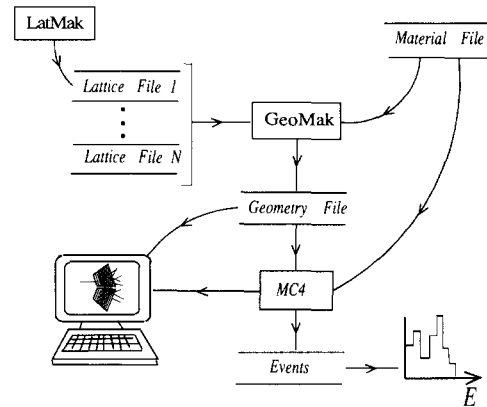 LatMak
Material File
Lattice File 1
Lattice File N
GeoMak
Geometry File
MC4
Events
E